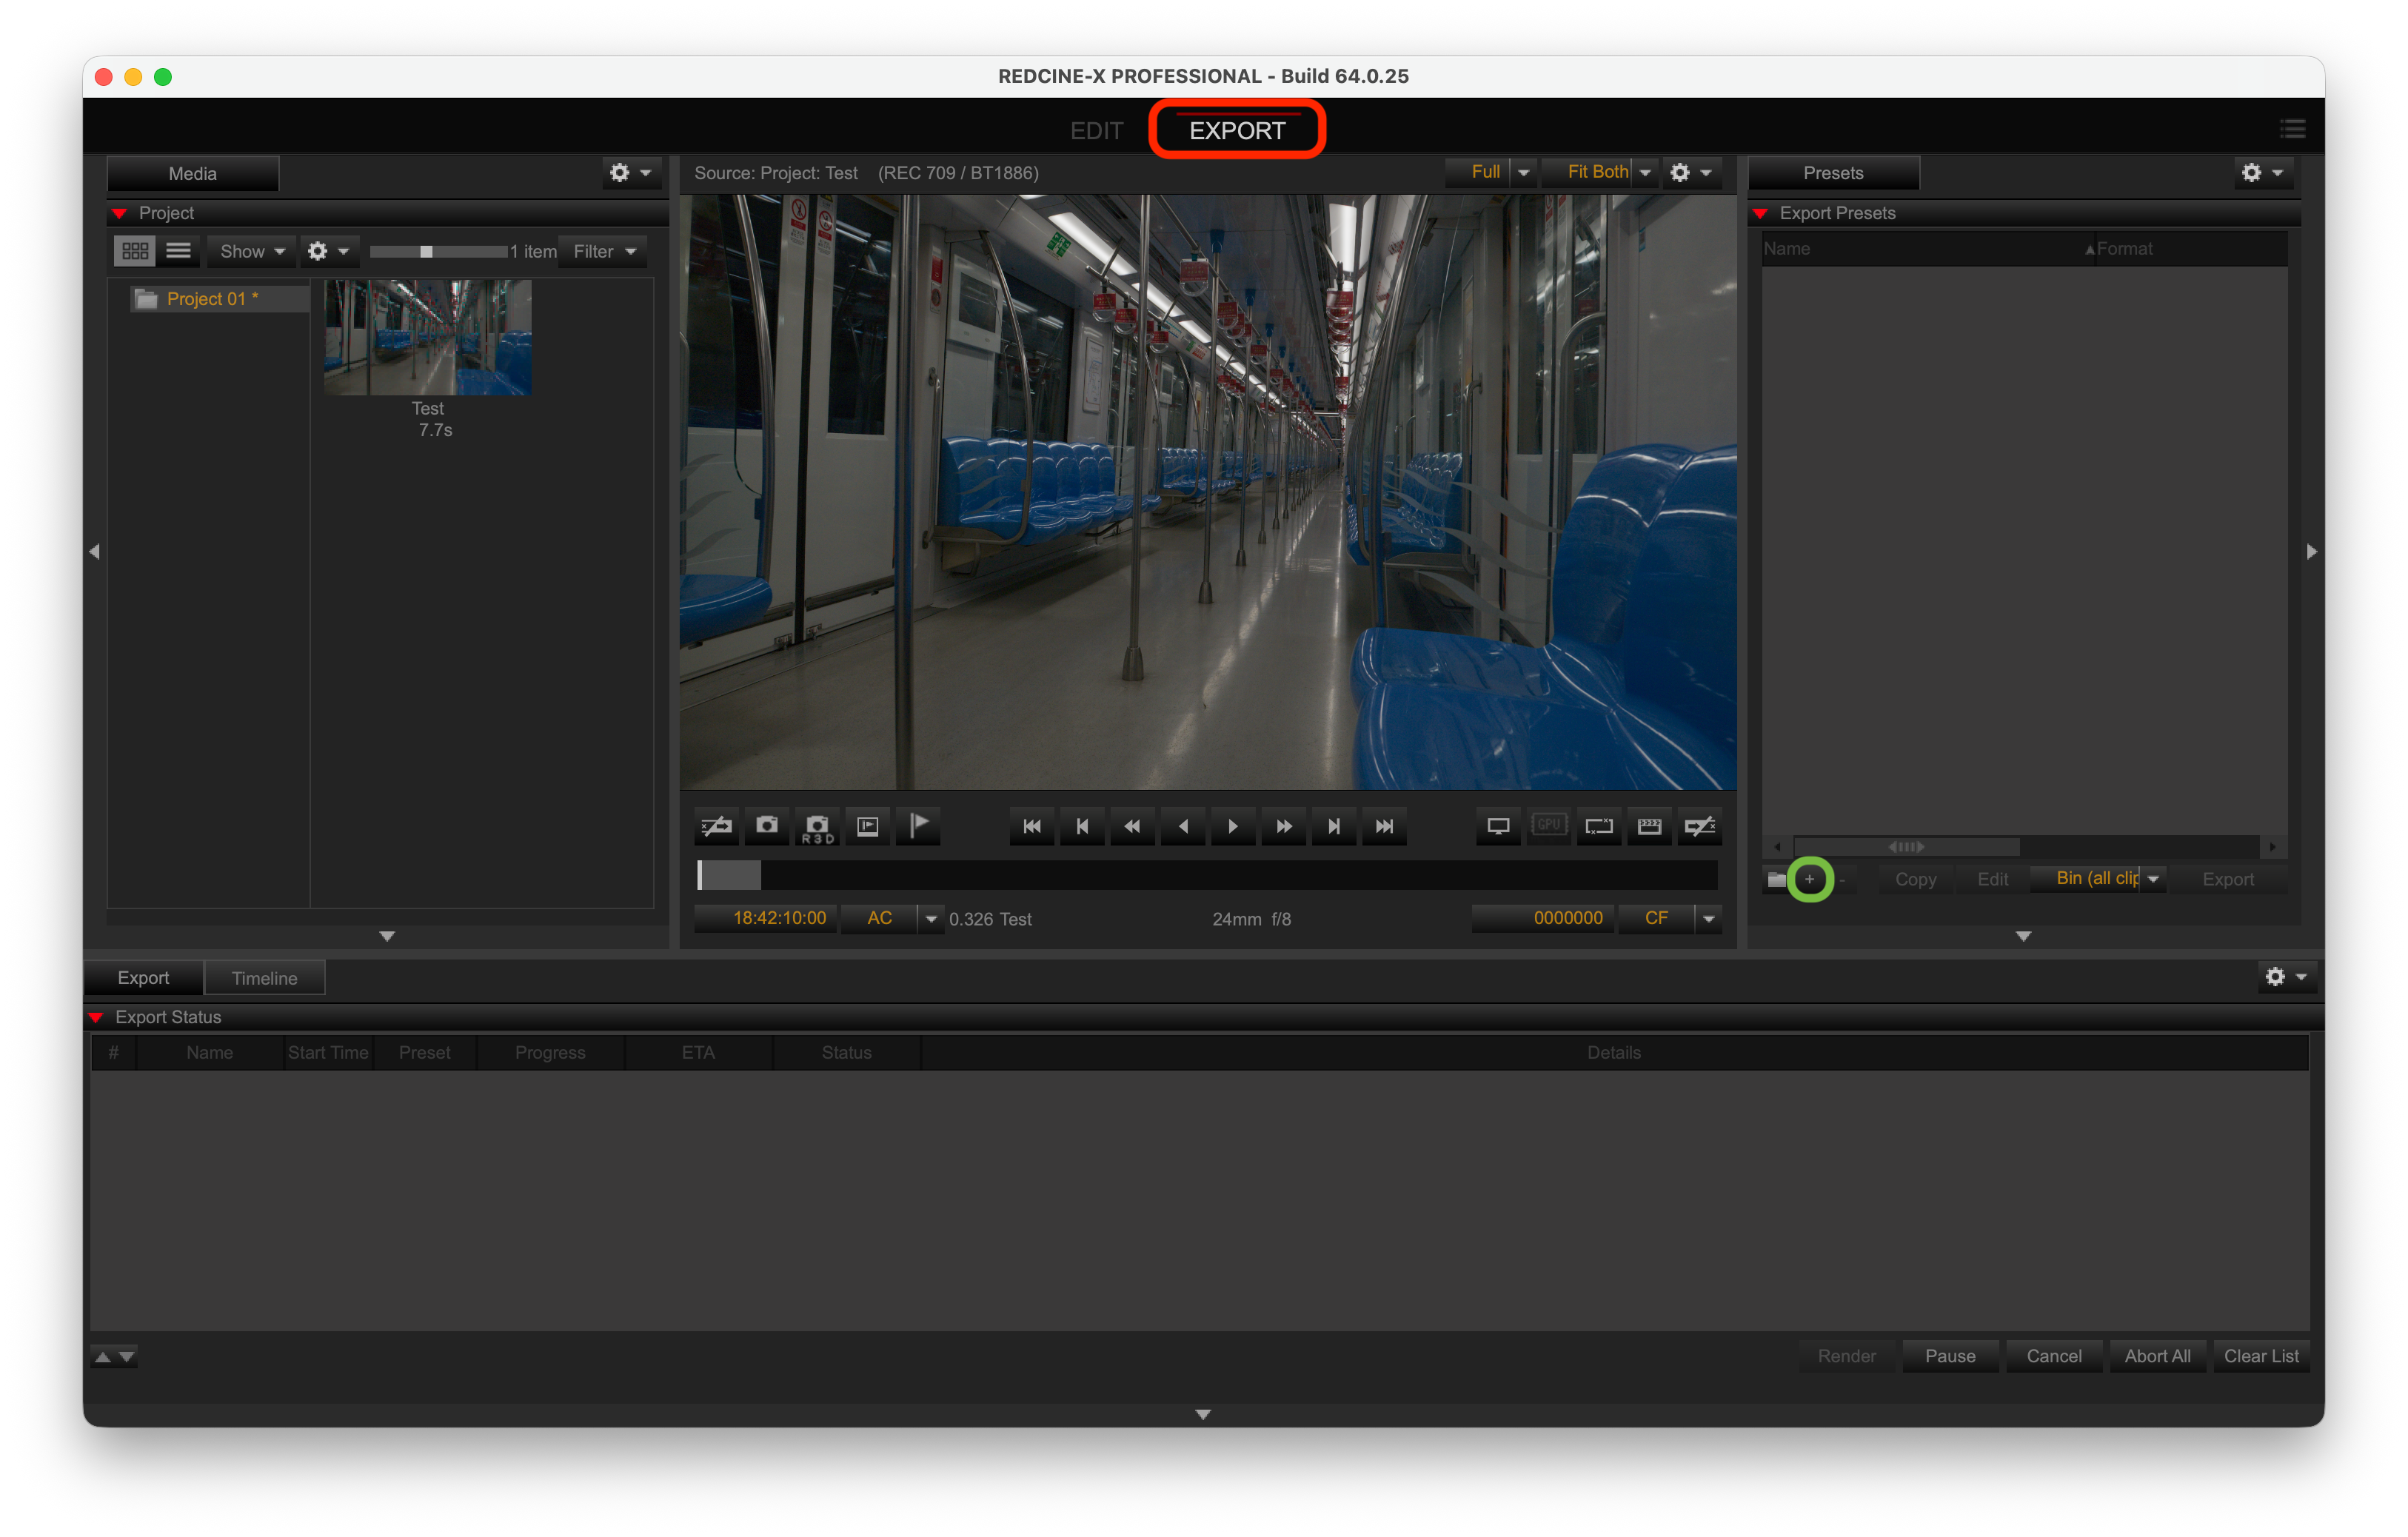 REDCINE-X PROFESSIONAL - Build 64.0.25
EDIT
EXPORT
Media
Source: Project: Test (REC 709 / BT1886)
Full
Fit Both
Presets
Project
Export Presets
Show
1 item
Filter
Name
Format
Project 01 *
Test
7.7s
R3D
GPU
+
-
Copy
Edit
Bin (all clip
Export
18:42:10:00
AC
0.326 Test
24mm f/8
0000000
CF
Export
Timeline
Export Status
# Name Start Time Preset Progress ETA Status Details
Render
Pause
Cancel
Abort All
Clear List